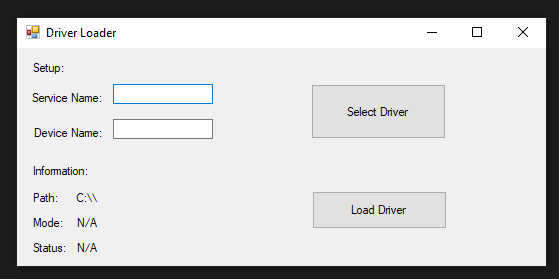 Driver Loader
Setup:
Service Name:
Select Driver
Device Name:
Information:
Path: C:\\
Load Driver
Mode: N/A
Status: N/A